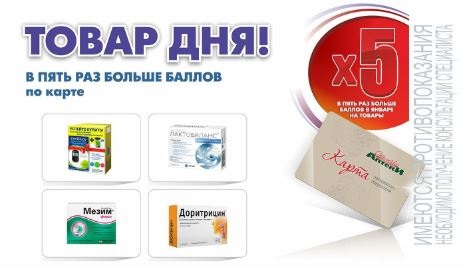 ТОВАР ДНЯ!
В ПЯТЬ РАЗ БОЛЬШЕ БАЛЛОВ
по карте
x5
В ПЯТЬ РАЗ БОЛЬШЕ
БАЛЛОВ В ЯНВАРЕ
НА ТОВАРЫ
Карта
Аптеки
ЛАКТОБАЛАНС
Мезим
форте
Доритрицин
ИМЕЮТСЯ ПРОТИВОПОКАЗАНИЯ
НЕОБХОДИМО ПОЛУЧЕНИЕ КОНСУЛЬТАЦИИ СПЕЦИАЛИСТА